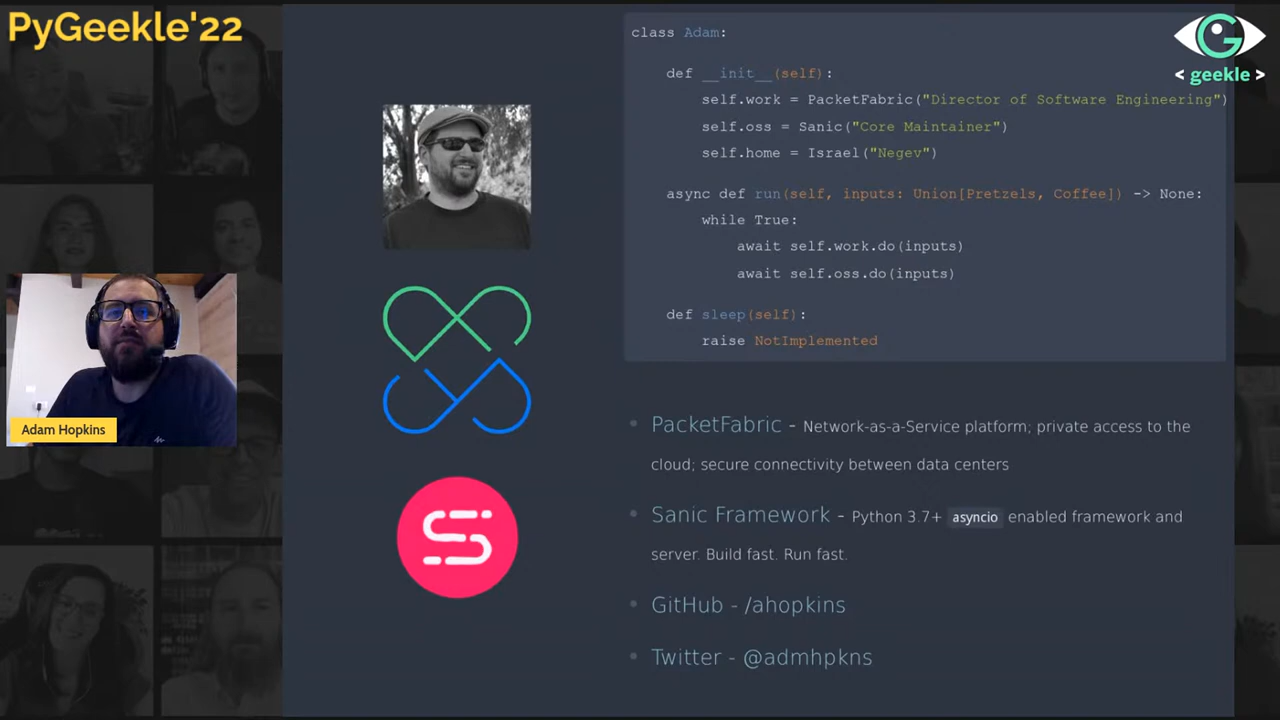 PyGeekle'22
< geekle >
Adam Hopkins
class Adam:
def __init__(self):
self.work = PacketFabric("Director of Software Engineering")
self.oss = Sanic("Core Maintainer")
self.home = Israel("Negev")
async def run(self, inputs: Union[Pretzels, Coffee]) -> None:
while True:
await self.work.do(inputs)
await self.oss.do(inputs)
def sleep(self):
raise NotImplemented
PacketFabric - Network-as-a-Service platform; private access to the
cloud; secure connectivity between data centers
Sanic Framework - Python 3.7+ asyncio enabled framework and
server. Build fast. Run fast.
GitHub - /ahopkins
Twitter - @admhpkns